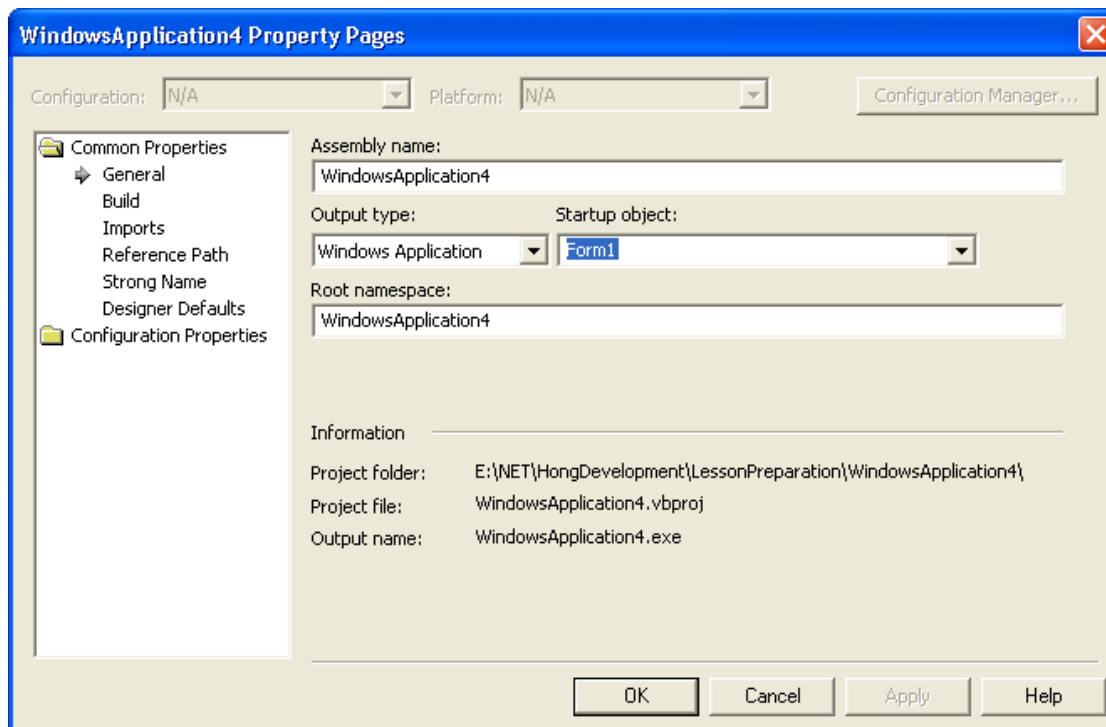 WindowsApplication4 Property Pages
Configuration: N/A Platform: N/A Configuration Manager...
Common Properties
General
Build
Imports
Reference Path
Strong Name
Designer Defaults
Configuration Properties
Assembly name:
WindowsApplication4
Output type: Startup object:
Windows Application Form1
Root namespace:
WindowsApplication4
Information
Project folder: E:\NET\HongDevelopment\LessonPreparation\WindowsApplication4\
Project file: WindowsApplication4.vbproj
Output name: WindowsApplication4.exe
OK Cancel Apply Help